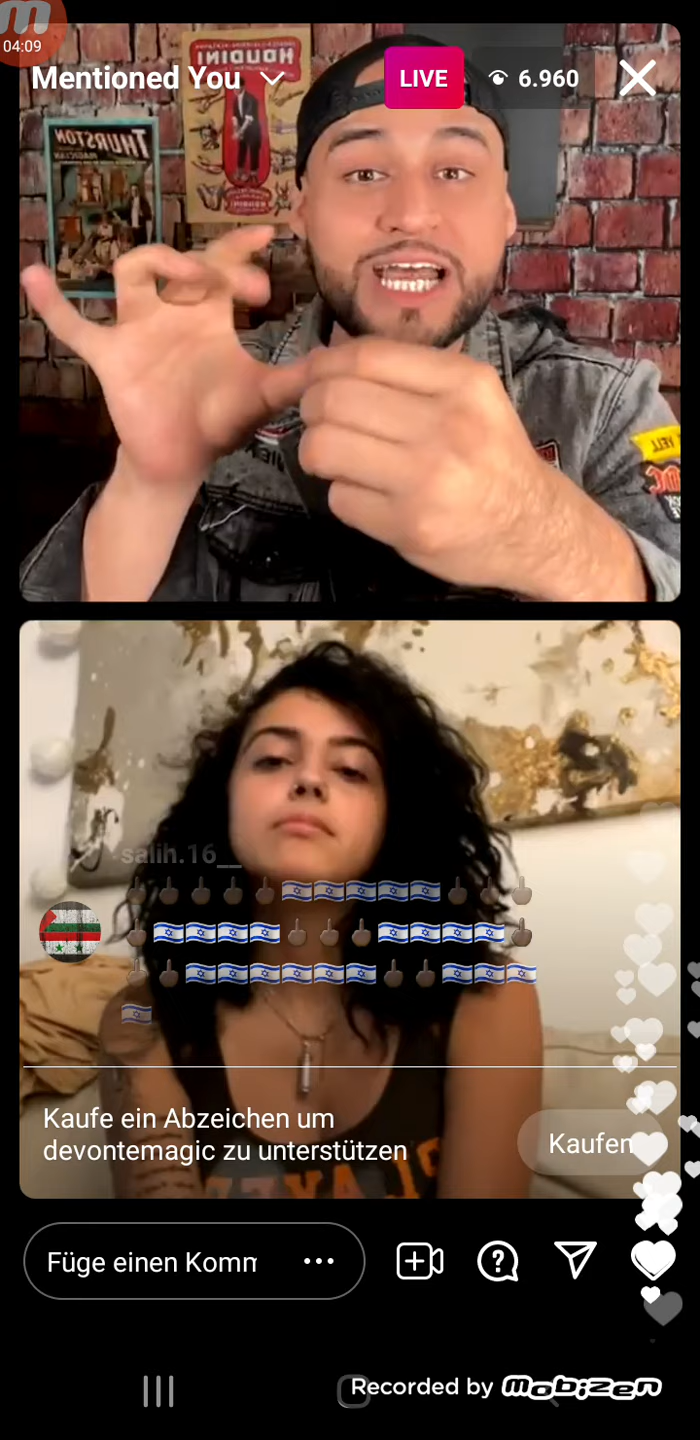 04:09
Mentioned You
LIVE
6.960
HOUDINI
THURSTON
salih.16__
Kaufe ein Abzeichen um
devontemagic zu unterstützen
Kaufen
Füge einen Komm
Recorded by Mobizen